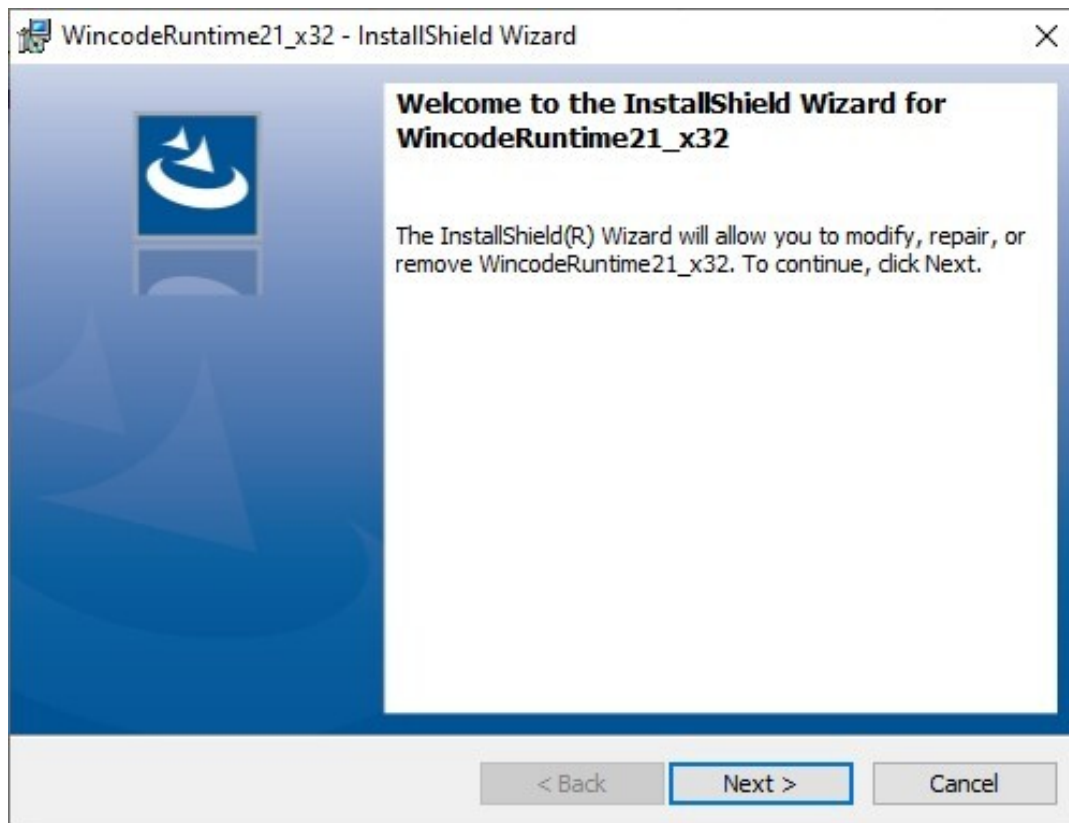 WincodeRuntime21_x32 - InstallShield Wizard
Welcome to the InstallShield Wizard for
WincodeRuntime21_x32
The InstallShield(R) Wizard will allow you to modify, repair, or
remove WincodeRuntime21_x32. To continue, click Next.
< Back
Next >
Cancel